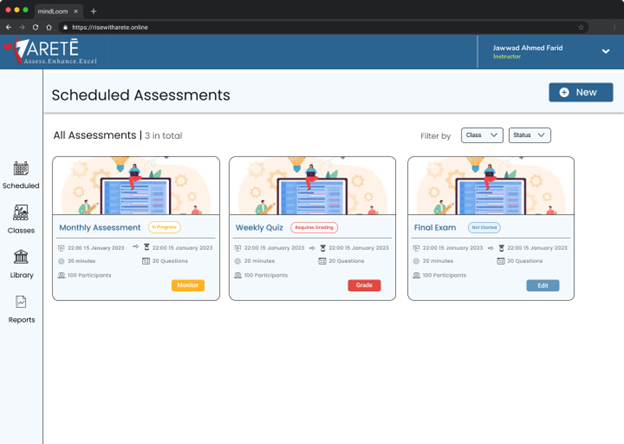 mindLoom
https://risewitharete.online
ARETĒ
Assess.Enhance.Excel
Jawwad Ahmed Farid
Instructor
Scheduled Assessments
New
All Assessments | 3 in total
Filter by
Class
Status
Scheduled
Classes
Library
Reports
Monthly Assessment
In Progress
22:00 15 January 2023
22:00 15 January 2023
20 minutes
20 Questions
100 Participants
Monitor
Weekly Quiz
Requires Grading
22:00 15 January 2023
22:00 15 January 2023
20 minutes
20 Questions
100 Participants
Grade
Final Exam
Not Started
22:00 15 January 2023
22:00 15 January 2023
20 minutes
20 Questions
100 Participants
Edit